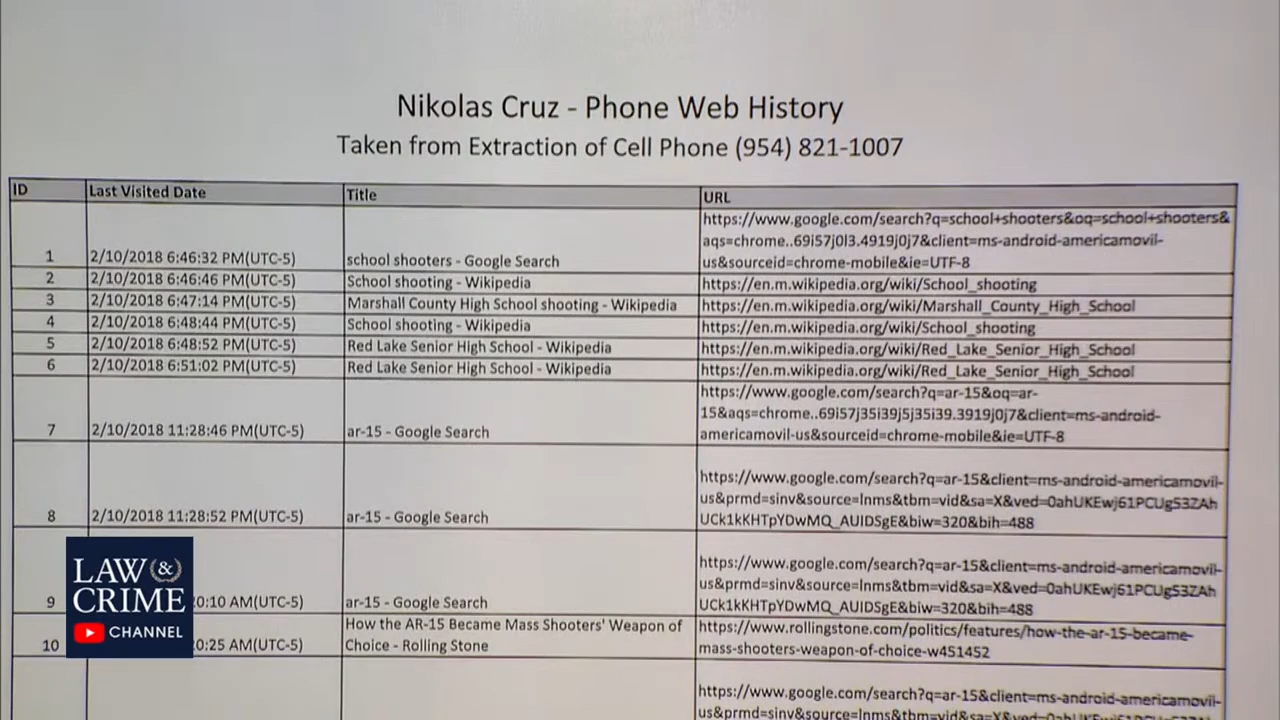 Nikolas Cruz - Phone Web History
Taken from Extraction of Cell Phone (954) 821-1007
ID Last Visited Date Title URL
https://www.google.com/search?q=school+shooters&oq=school+shooters&
aqs=chrome..69i57j0l3.4919j0j7&client=ms-android-americamovil-
1 2/10/2018 6:46:32 PM(UTC-5) school shooters - Google Search us&sourceid=chrome-mobile&ie=UTF-8
2 2/10/2018 6:46:46 PM(UTC-5) School shooting - Wikipedia https://en.m.wikipedia.org/wiki/School_shooting
3 2/10/2018 6:47:14 PM(UTC-5) Marshall County High School shooting - Wikipedia https://en.m.wikipedia.org/wiki/Marshall_County_High_School
4 2/10/2018 6:48:44 PM(UTC-5) School shooting - Wikipedia https://en.m.wikipedia.org/wiki/School_shooting
5 2/10/2018 6:48:52 PM(UTC-5) Red Lake Senior High School - Wikipedia https://en.m.wikipedia.org/wiki/Red_Lake_Senior_High_School
6 2/10/2018 6:51:02 PM(UTC-5) Red Lake Senior High School - Wikipedia https://en.m.wikipedia.org/wiki/Red_Lake_Senior_High_School
https://www.google.com/search?q=ar-15&oq=ar-
15&aqs=chrome..69i57j35i39j5j35i39.3919j0j7&client=ms-android-
7 2/10/2018 11:28:46 PM(UTC-5) ar-15 - Google Search americamovil-us&sourceid=chrome-mobile&ie=UTF-8
https://www.google.com/search?q=ar-15&client=ms-android-americamovil-
us&prmd=sinv&source=lnms&tbm=vid&sa=X&ved=0ahUKEwj61PCUg53ZAh
8 2/10/2018 11:28:52 PM(UTC-5) ar-15 - Google Search UCk1kKHTpYDwMQ_AUIDSgE&biw=320&bih=488
https://www.google.com/search?q=ar-15&client=ms-android-americamovil-
us&prmd=sinv&source=lnms&tbm=vid&sa=X&ved=0ahUKEwj61PCUg53ZAh
9 20:10 AM(UTC-5) ar-15 - Google Search UCk1kKHTpYDwMQ_AUIDSgE&biw=320&bih=488
How the AR-15 Became Mass Shooters' Weapon of https://www.rollingstone.com/politics/features/how-the-ar-15-became-
10 0:25 AM(UTC-5) Choice - Rolling Stone mass-shooters-weapon-of-choice-w451452
https://www.google.com/search?q=ar-15&client=ms-android-americamovil-
LAW &
CRIME
CHANNEL